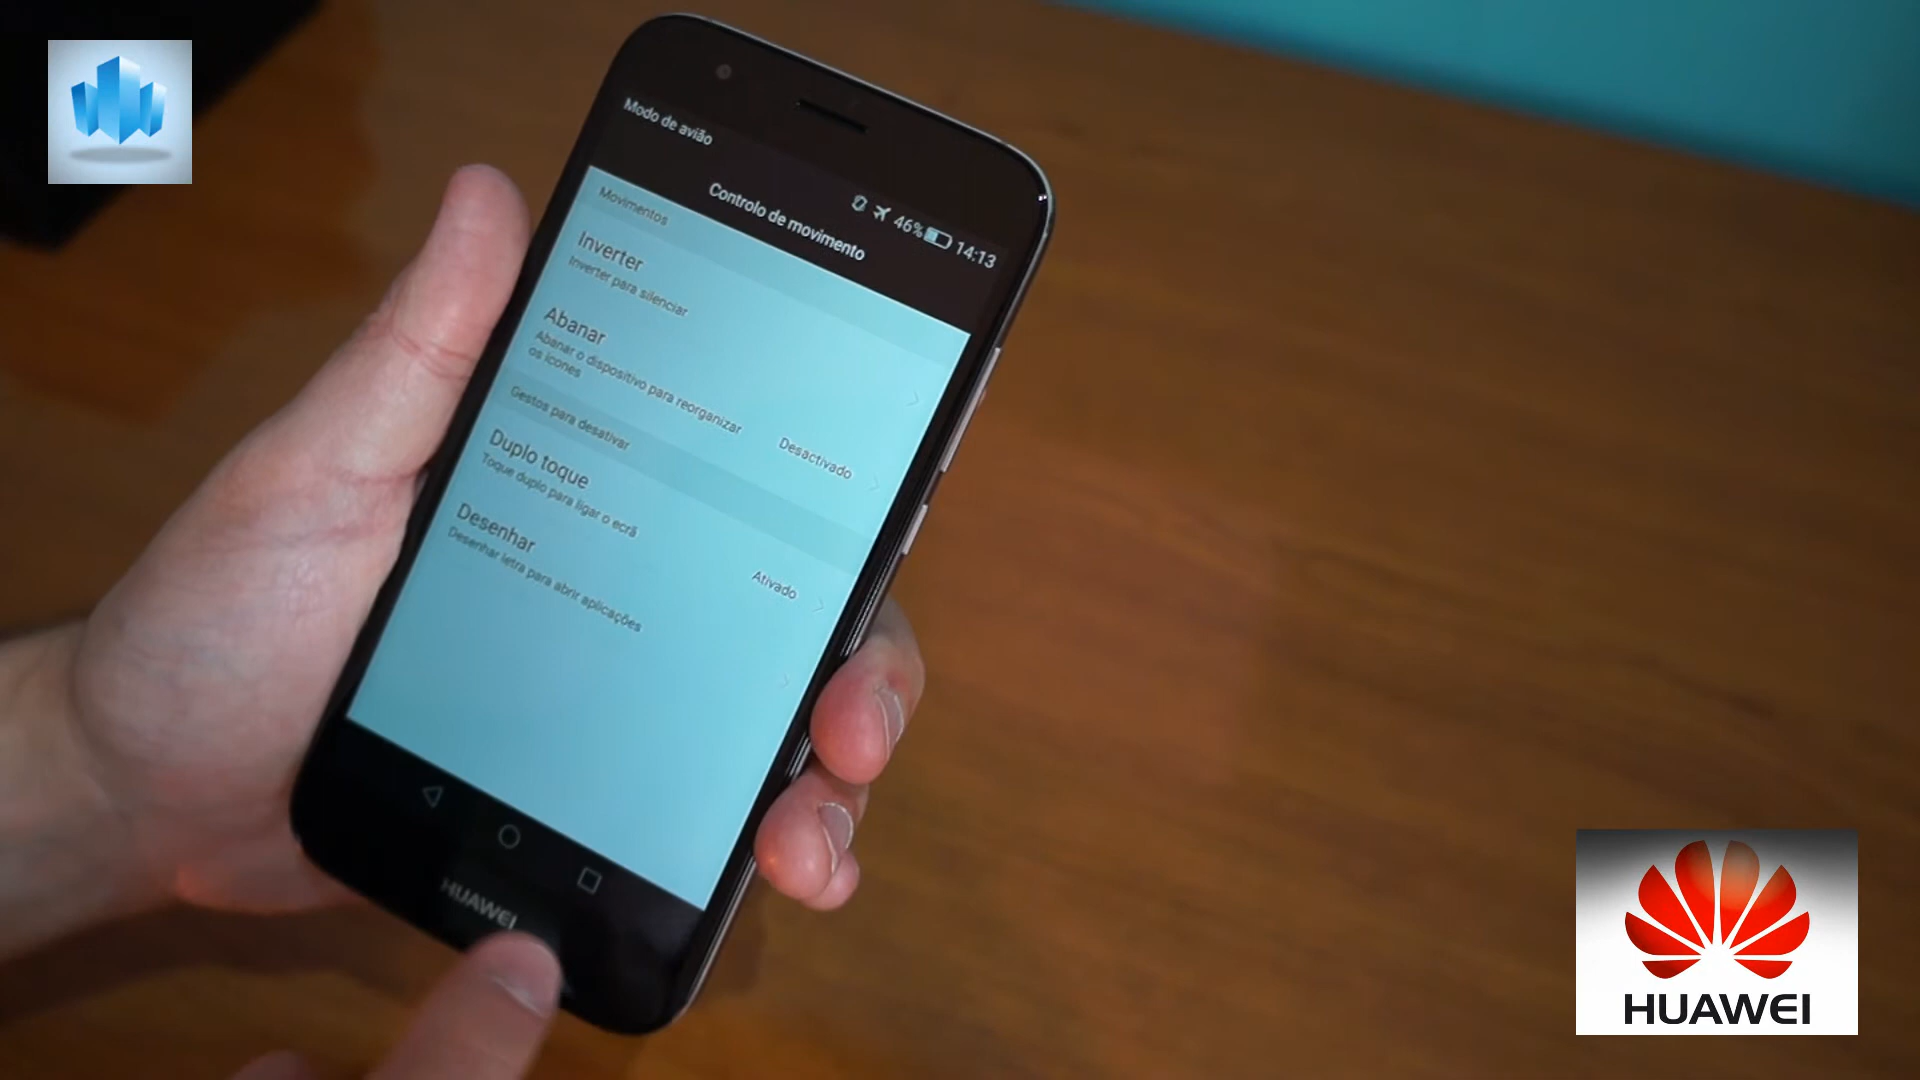 Modo de avião
46% 14:13
Controlo de movimento
Movimentos
Inverter
Inverter para silenciar
Abanar
Abanar o dispositivo para reorganizar
os ícones
Desactivado
Gestos para desativar
Duplo toque
Toque duplo para ligar o ecrã
Ativado
Desenhar
Desenhar letra para abrir aplicações
HUAWEI
HUAWEI